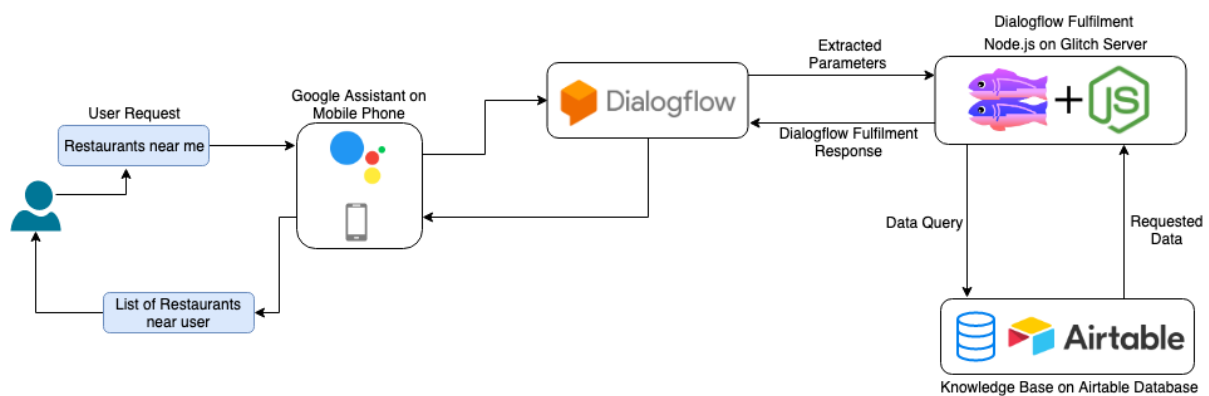 Dialogflow Fulfilment
Node.js on Glitch Server
Extracted
Parameters
Google Assistant on
Mobile Phone
User Request
Restaurants near me
Dialogflow
JS
Dialogflow Fulfilment
Response
Data Query
Requested
Data
List of Restaurants
near user
Airtable
Knowledge Base on Airtable Database